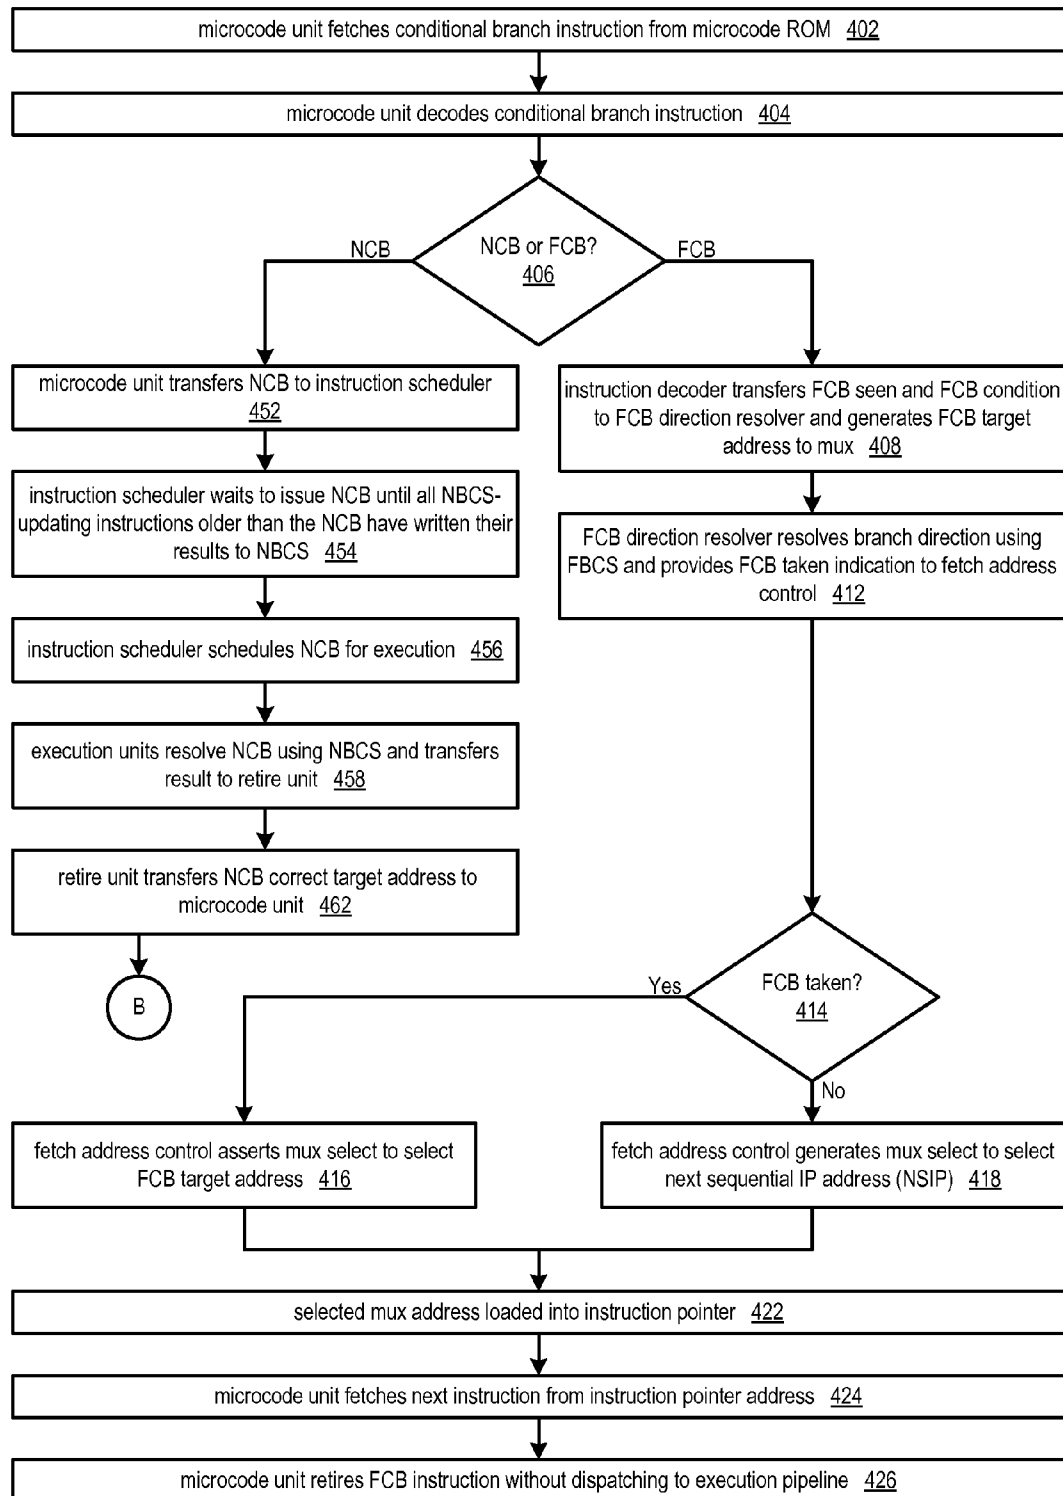 microcode unit fetches conditional branch instruction from microcode ROM 402
microcode unit decodes conditional branch instruction 404
NCB or FCB?
406
NCB
FCB
microcode unit transfers NCB to instruction scheduler
452
instruction scheduler waits to issue NCB until all NBCS-
updating instructions older than the NCB have written their
results to NBCS 454
instruction scheduler schedules NCB for execution 456
execution units resolve NCB using NBCS and transfers
result to retire unit 458
retire unit transfers NCB correct target address to
microcode unit 462
B
instruction decoder transfers FCB seen and FCB condition
to FCB direction resolver and generates FCB target
address to mux 408
FCB direction resolver resolves branch direction using
FBCS and provides FCB taken indication to fetch address
control 412
FCB taken?
414
Yes
No
fetch address control asserts mux select to select
FCB target address 416
fetch address control generates mux select to select
next sequential IP address (NSIP) 418
selected mux address loaded into instruction pointer 422
microcode unit fetches next instruction from instruction pointer address 424
microcode unit retires FCB instruction without dispatching to execution pipeline 426